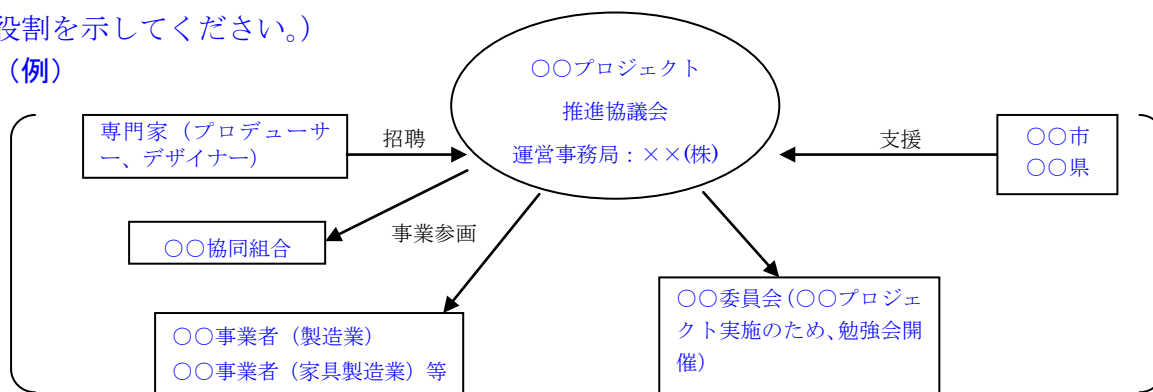 役割を示してください。）
（例）
○○プロジェクト
推進協議会
運営事務局：××(株)
専門家（プロデューサ
ー、デザイナー）
招聘
支援
○○市
○○県
○○協同組合
事業参画
○○事業者（製造業）
○○事業者（家具製造業）等
○○委員会（○○プロジェ
クト実施のため、勉強会開
催）